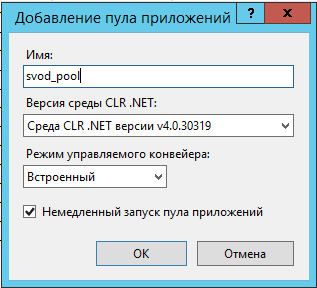 Добавление пула приложений
? x
Имя:
svod_pool
Версия среды CLR .NET:
Среда CLR .NET версии v4.0.30319
Режим управляемого конвейера:
Встроенный
Немедленный запуск пула приложений
OK Отмена